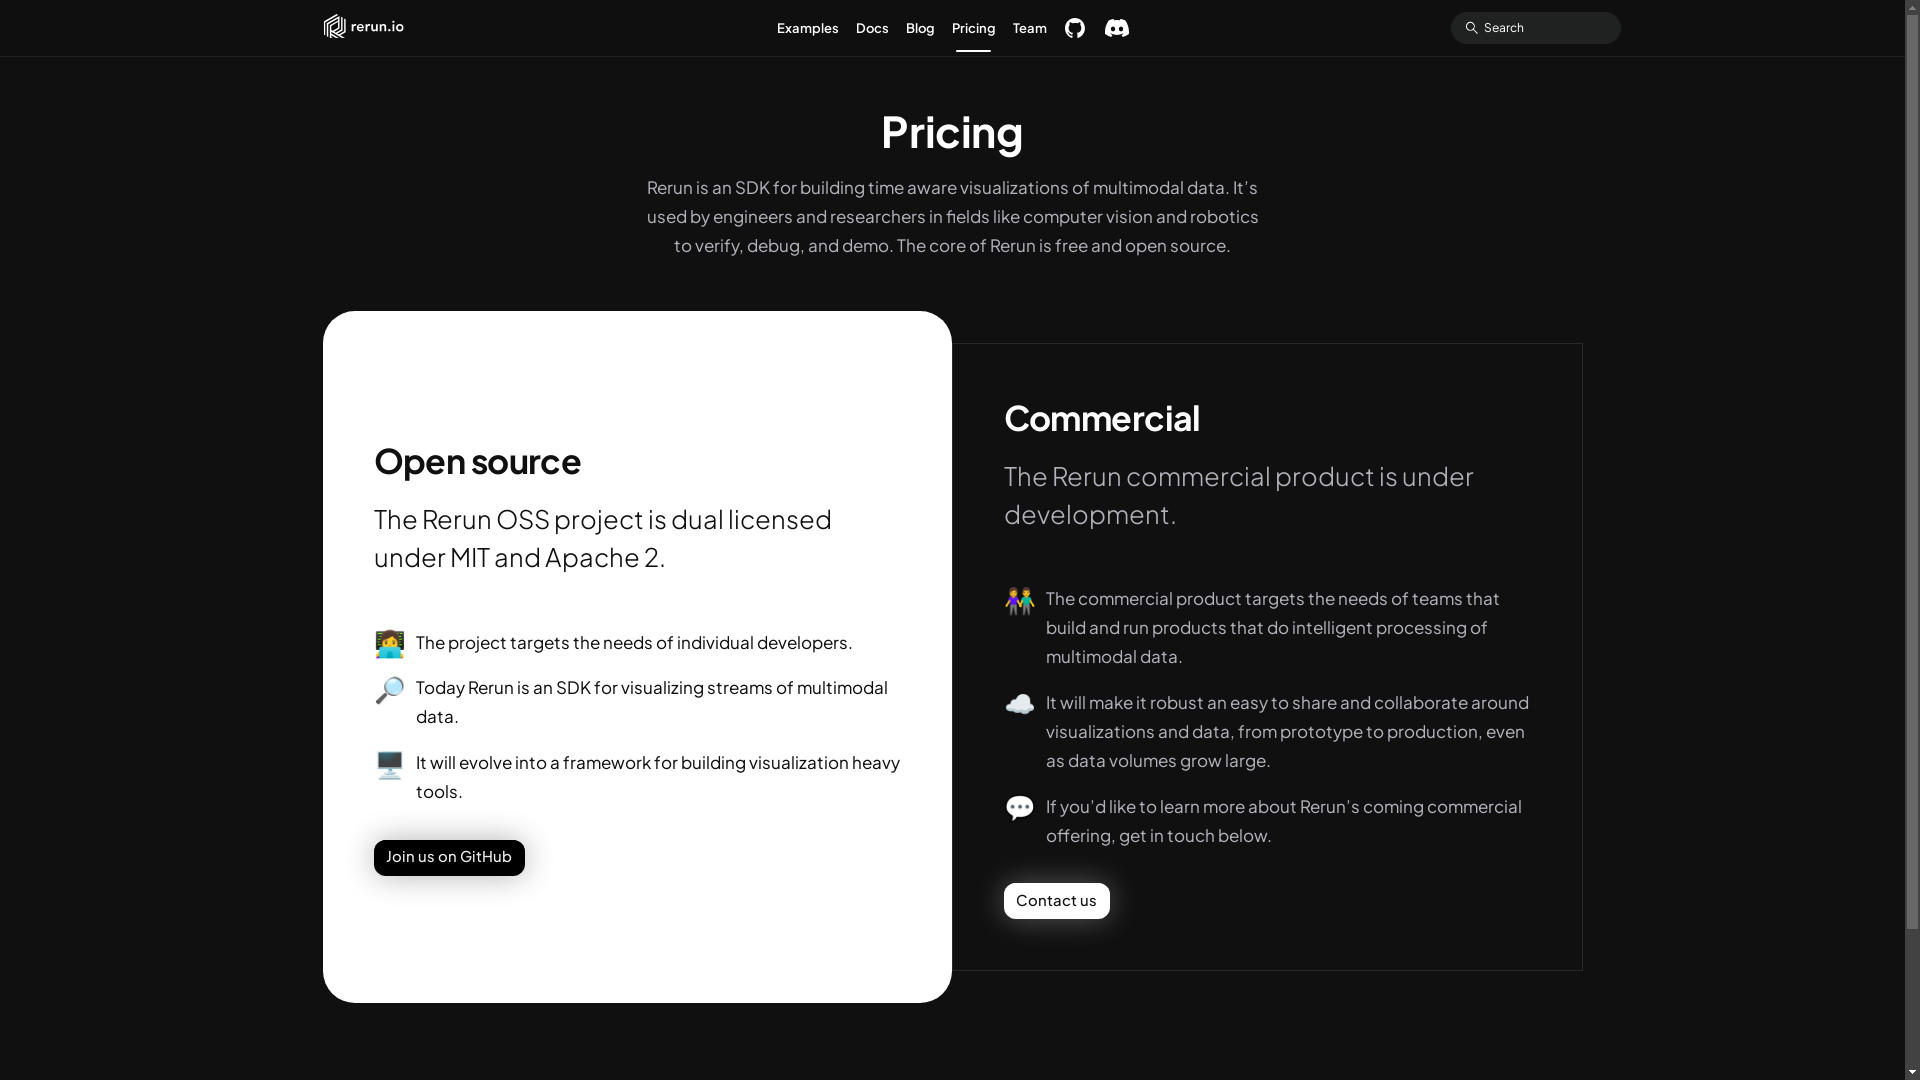 rerun.io
Examples Docs Blog Pricing Team
Search
Pricing
Rerun is an SDK for building time aware visualizations of multimodal data. It’s
used by engineers and researchers in fields like computer vision and robotics
to verify, debug, and demo. The core of Rerun is free and open source.
Open source
The Rerun OSS project is dual licensed
under MIT and Apache 2.
The project targets the needs of individual developers.
Today Rerun is an SDK for visualizing streams of multimodal
data.
It will evolve into a framework for building visualization heavy
tools.
Join us on GitHub
Commercial
The Rerun commercial product is under
development.
The commercial product targets the needs of teams that
build and run products that do intelligent processing of
multimodal data.
It will make it robust an easy to share and collaborate around
visualizations and data, from prototype to production, even
as data volumes grow large.
If you’d like to learn more about Rerun’s coming commercial
offering, get in touch below.
Contact us